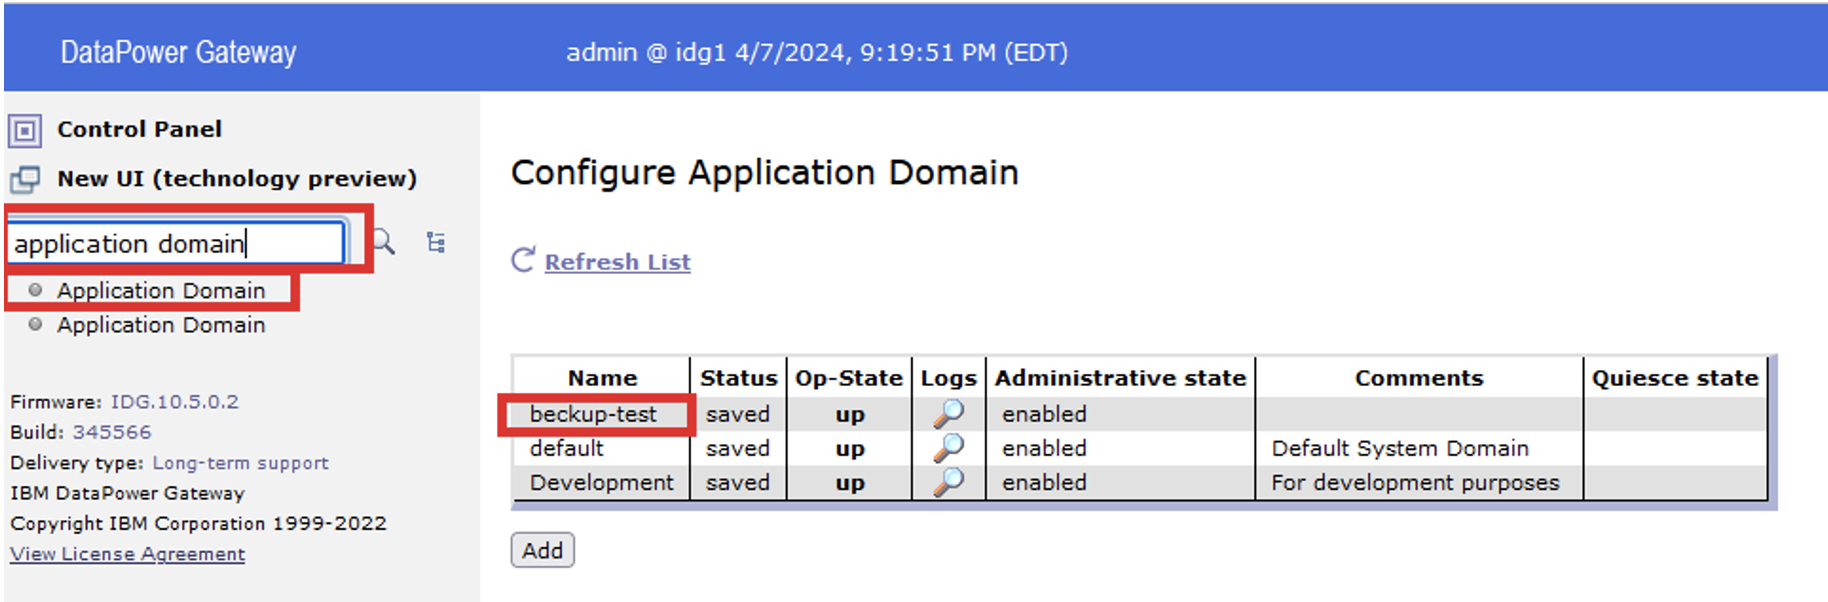 DataPower Gateway
admin @ idg1 4/7/2024, 9:19:51 PM (EDT)
Control Panel
New UI (technology preview)
application domain
Application Domain
Application Domain
Firmware: IDG.10.5.0.2
Build: 345566
Delivery type: Long-term support
IBM DataPower Gateway
Copyright IBM Corporation 1999-2022
View License Agreement
Configure Application Domain
Refresh List
Name Status Op-State Logs Administrative state Comments Quiesce state
beckup-test saved up enabled
default saved up enabled Default System Domain
Development saved up enabled For development purposes
Add